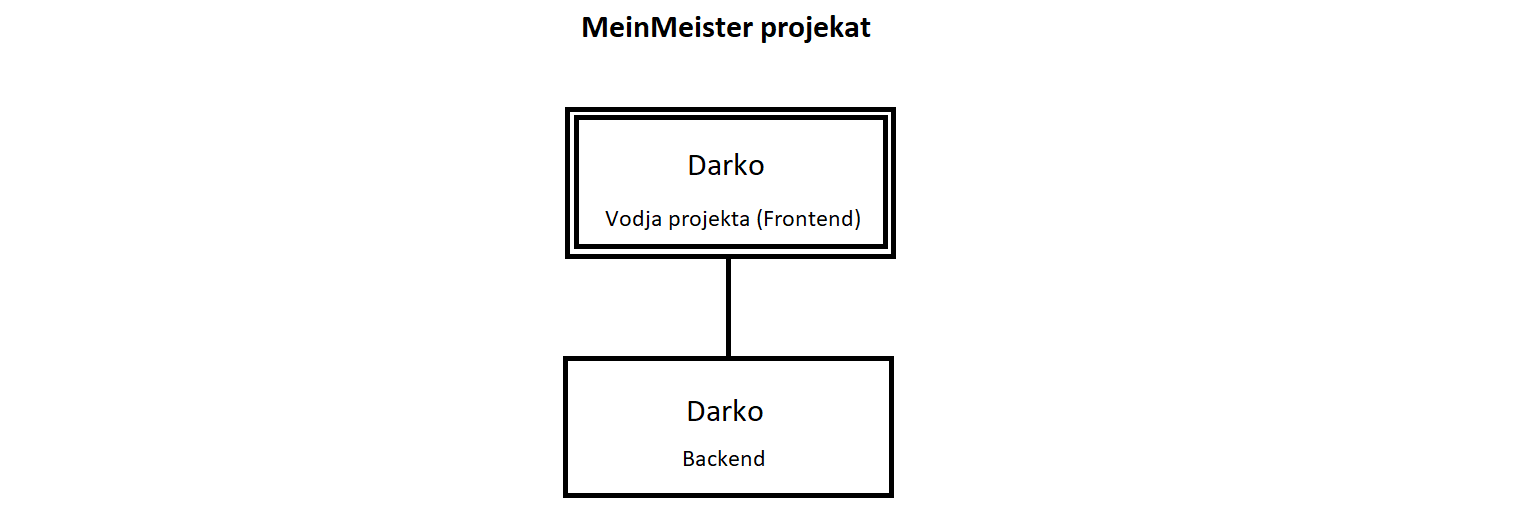 MeinMeister projekat
Darko
Vodja projekta (Frontend)
Darko
Backend